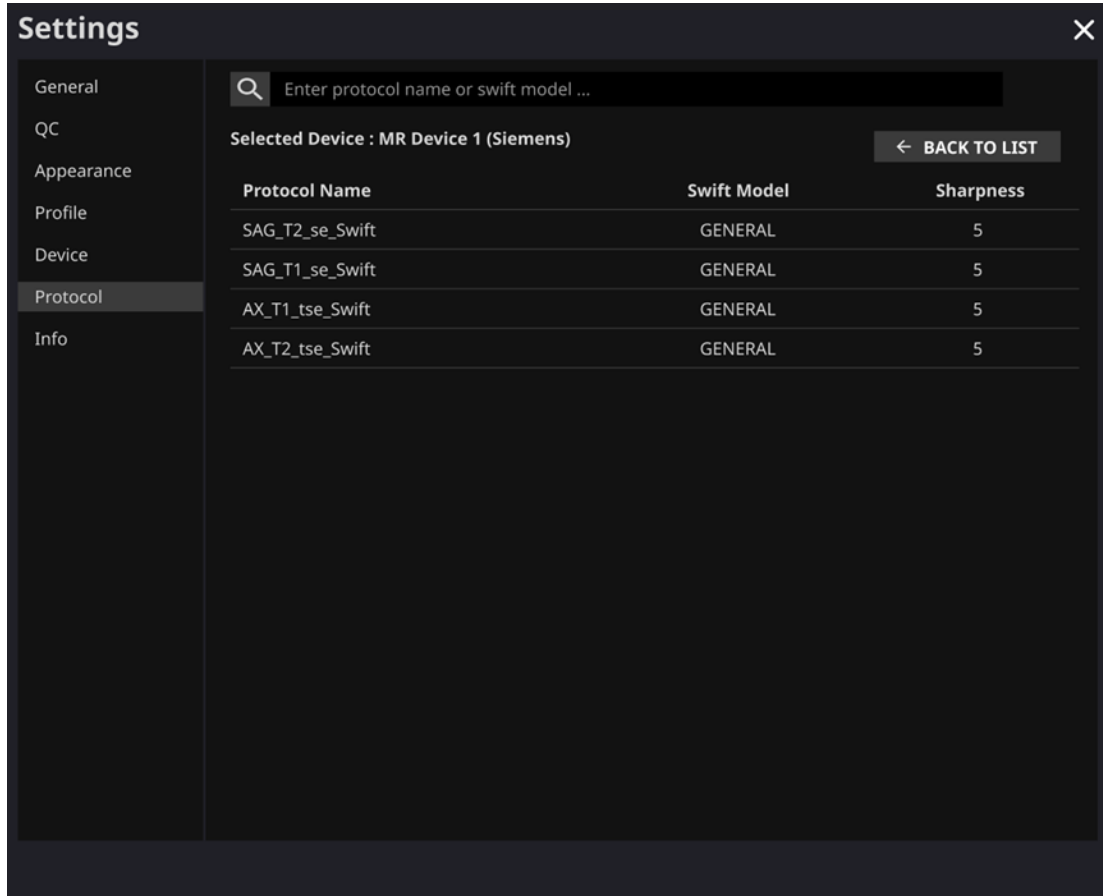 Settings
General
QC
Appearance
Profile
Device
Protocol
Info
Enter protocol name or swift model ...
Selected Device : MR Device 1 (Siemens)
BACK TO LIST
Protocol Name Swift Model Sharpness
SAG_T2_se_Swift GENERAL 5
SAG_T1_se_Swift GENERAL 5
AX_T1_tse_Swift GENERAL 5
AX_T2_tse_Swift GENERAL 5